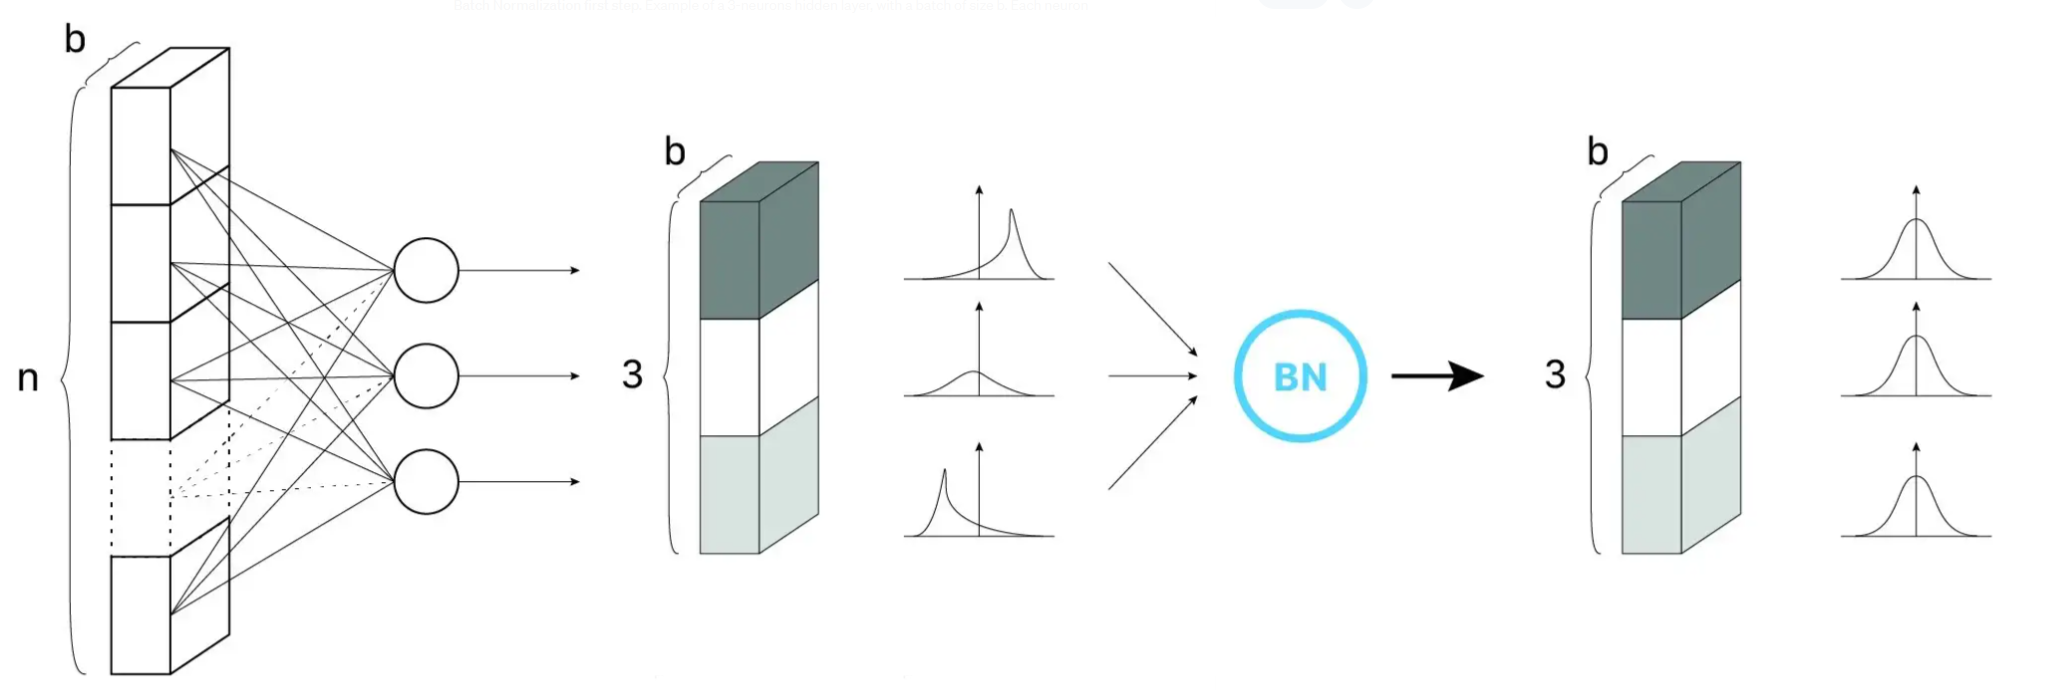 Batch Normalization first step. Example of a 3-neurons hidden layer, with a batch of size b. Each neuron
b
n
b
3
BN
b
3